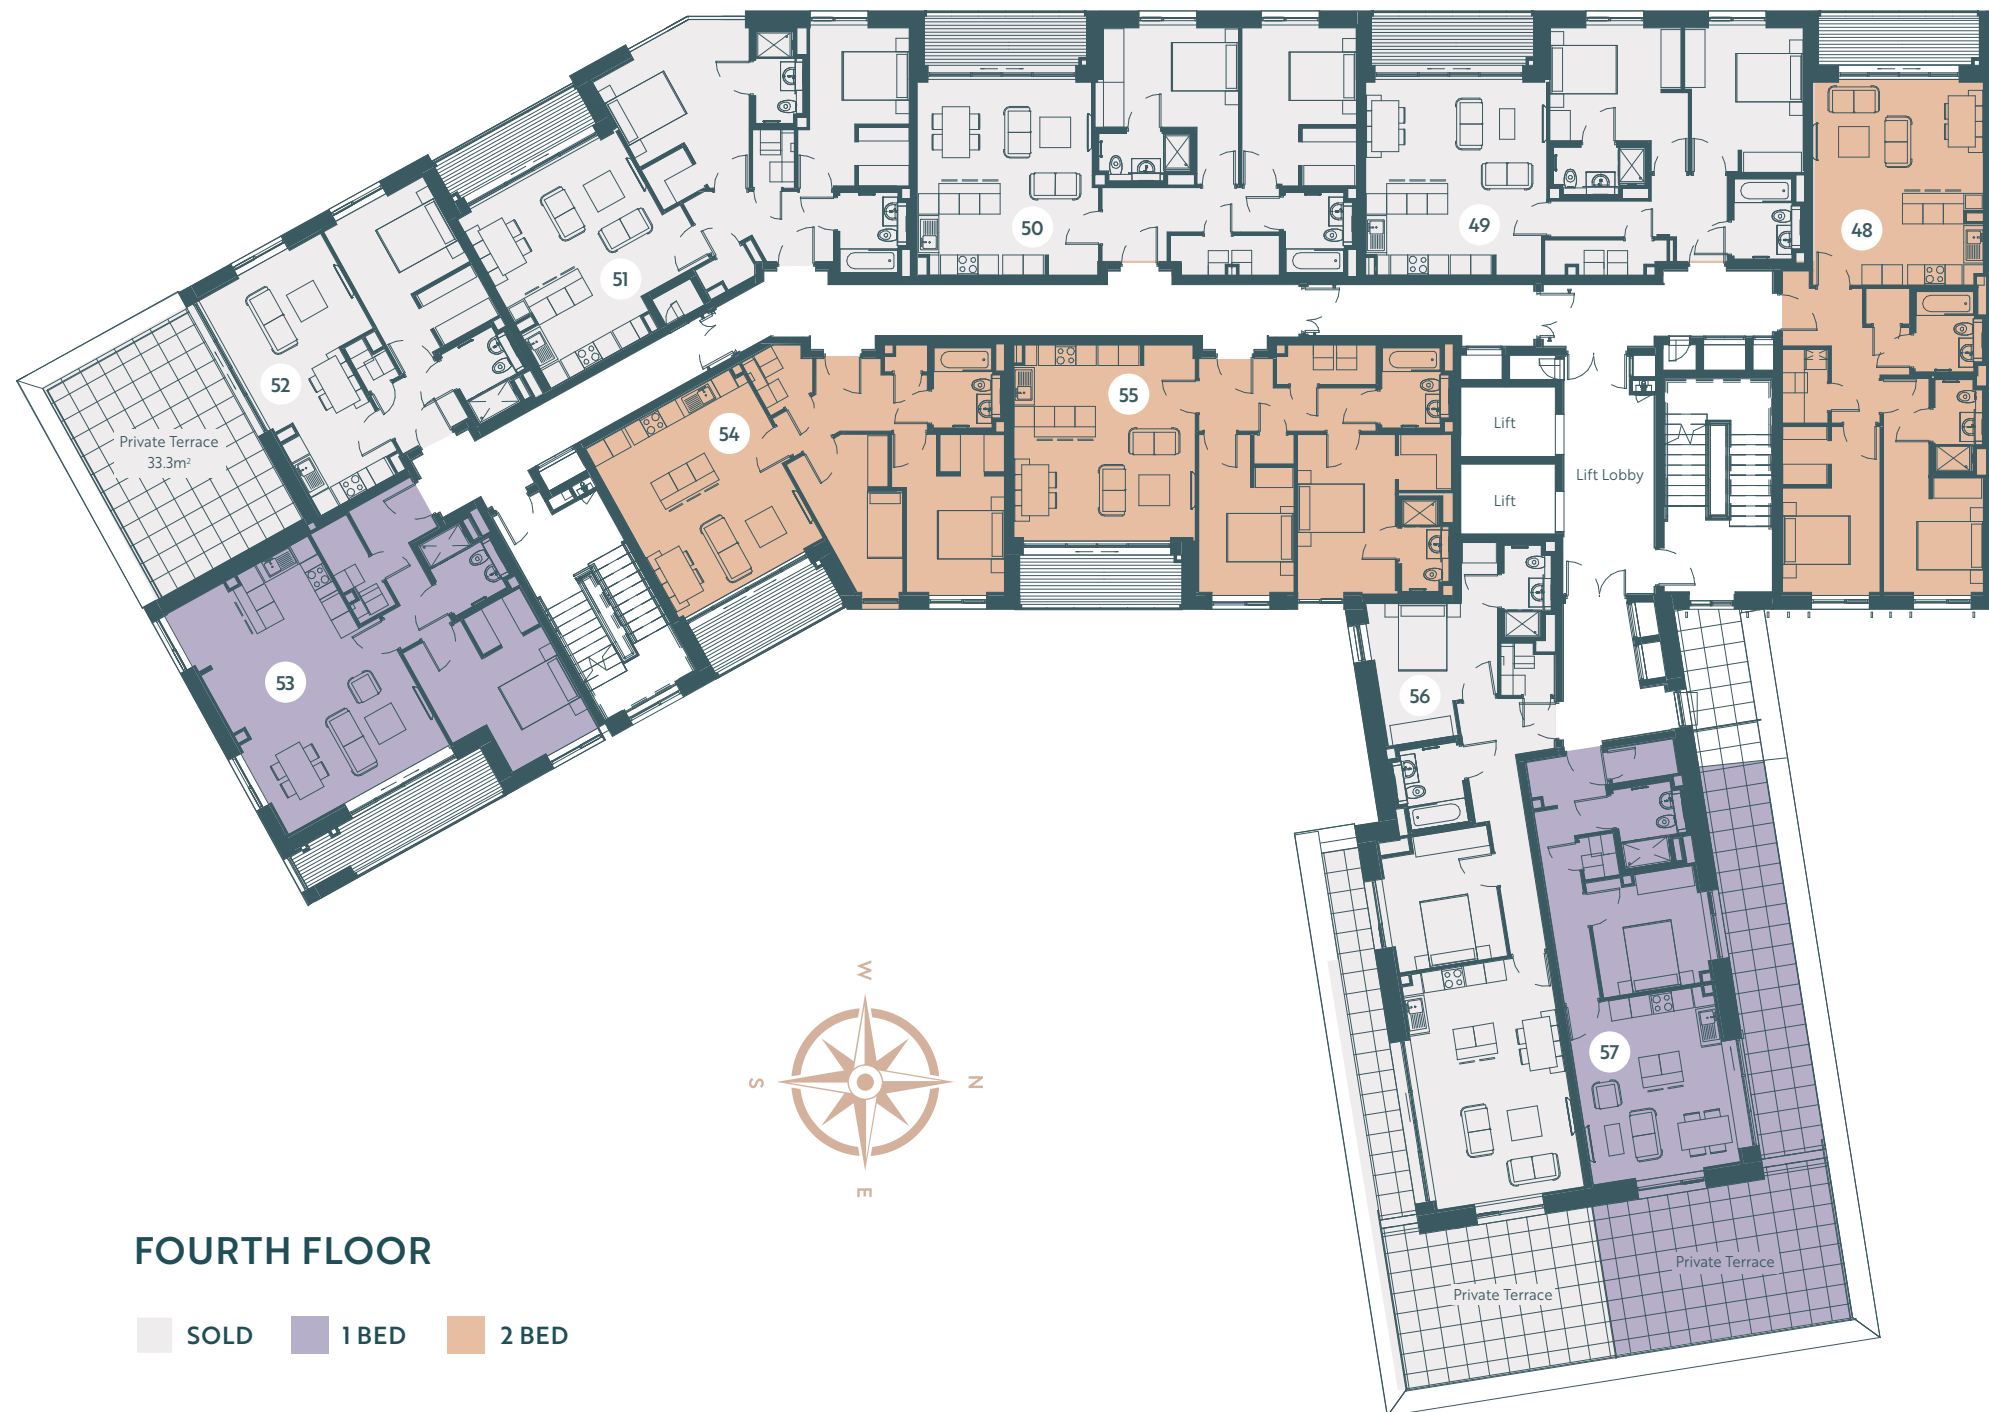 50
49
48
51
52
Private Terrace
33.3m²
54
55
Lift
Lift
Lift Lobby
53
56
57
W
S
N
E
Private Terrace
Private Terrace
FOURTH FLOOR
SOLD
1 BED
2 BED